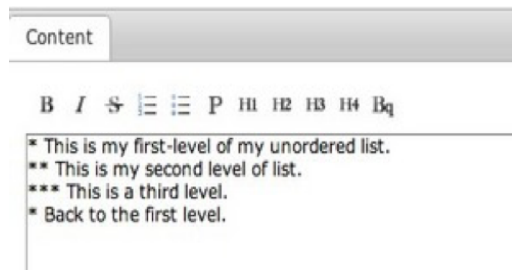 Content
B I S P H1 H2 H3 H4 Bq
* This is my first-level of my unordered list.
** This is my second level of list.
*** This is a third level.
* Back to the first level.